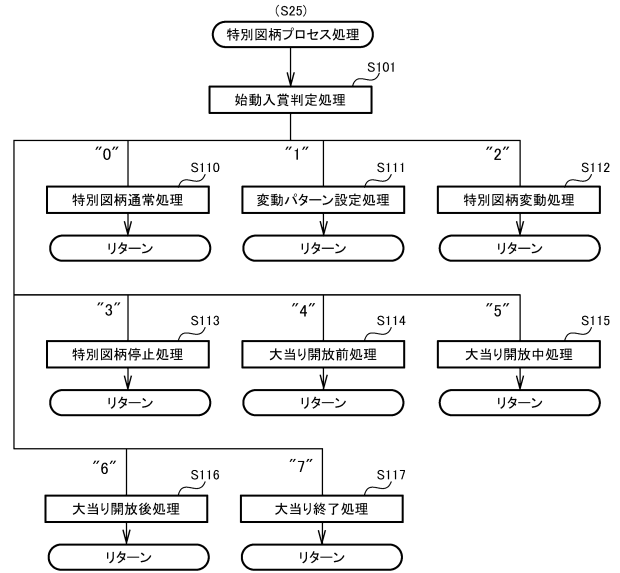 (S25)
特別図柄プロセス処理
S101
始動入賞判定処理
"0"
"1"
"2"
S110
S111
S112
特別図柄通常処理
変動パターン設定処理
特別図柄変動処理
リターン
リターン
リターン
"3"
"4"
"5"
S113
S114
S115
特別図柄停止処理
大当り開放前処理
大当り開放中処理
リターン
リターン
リターン
"6"
"7"
S116
S117
大当り開放後処理
大当り終了処理
リターン
リターン